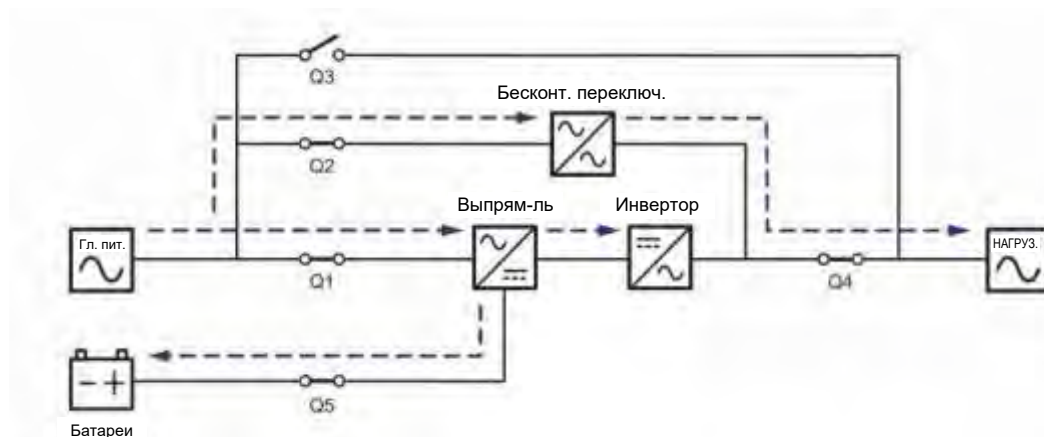 Q3
Бесконт. переключ.
Q2
Выпрям-ль
Инвертор
Гл. пит.
НАГРУЗ.
Q1
Q4
Q5
Батареи